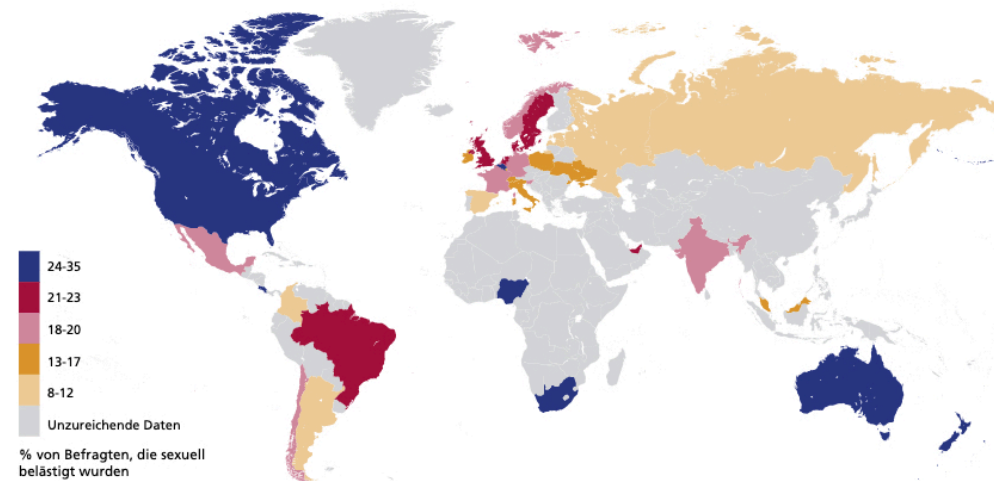 24-35
21-23
18-20
13-17
8-12
Unzureichende Daten
% von Befragten, die sexuell
belästigt wurden